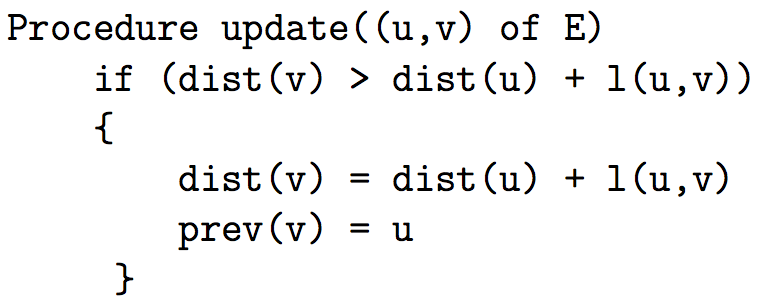 Procedure update((u,v) of E)
if (dist(v) > dist(u) + l(u,v))
{
dist(v) = dist(u) + l(u,v)
prev(v) = u
}